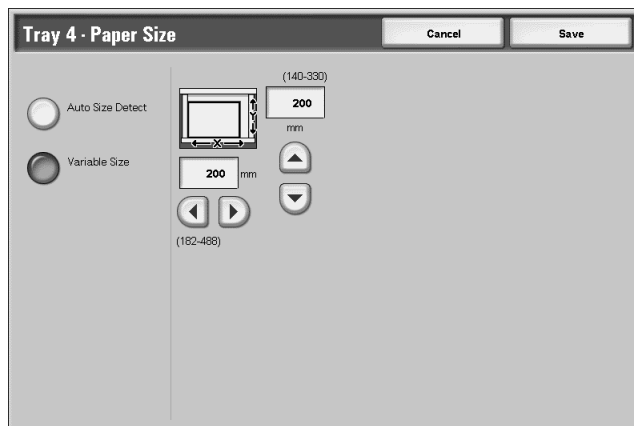 Tray 4 - Paper Size
Cancel
Save
Auto Size Detect
Variable Size
(140-330)
200
mm
Y
X
200 mm
(182-488)